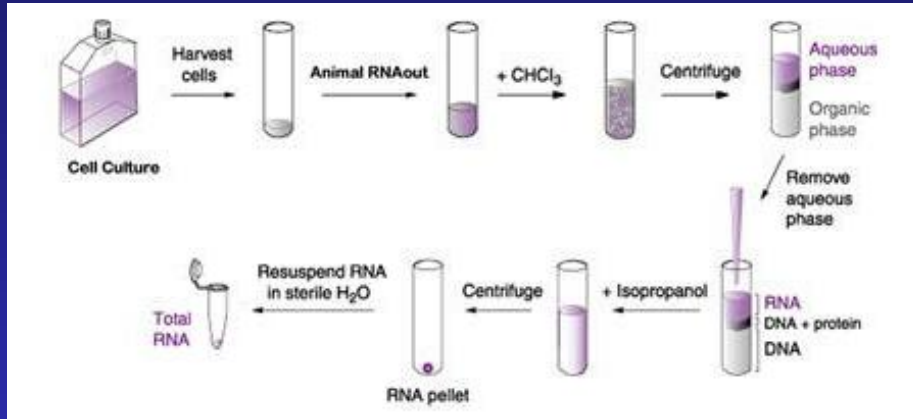 Harvest
cells
Animal RNAout
+ CHCl₃
Centrifuge
Aqueous
phase
Organic
phase
Cell Culture
Remove
aqueous
phase
RNA
DNA + protein
DNA
+ Isopropanol
Centrifuge
RNA pellet
Resuspend RNA
in sterile H₂O
Total
RNA